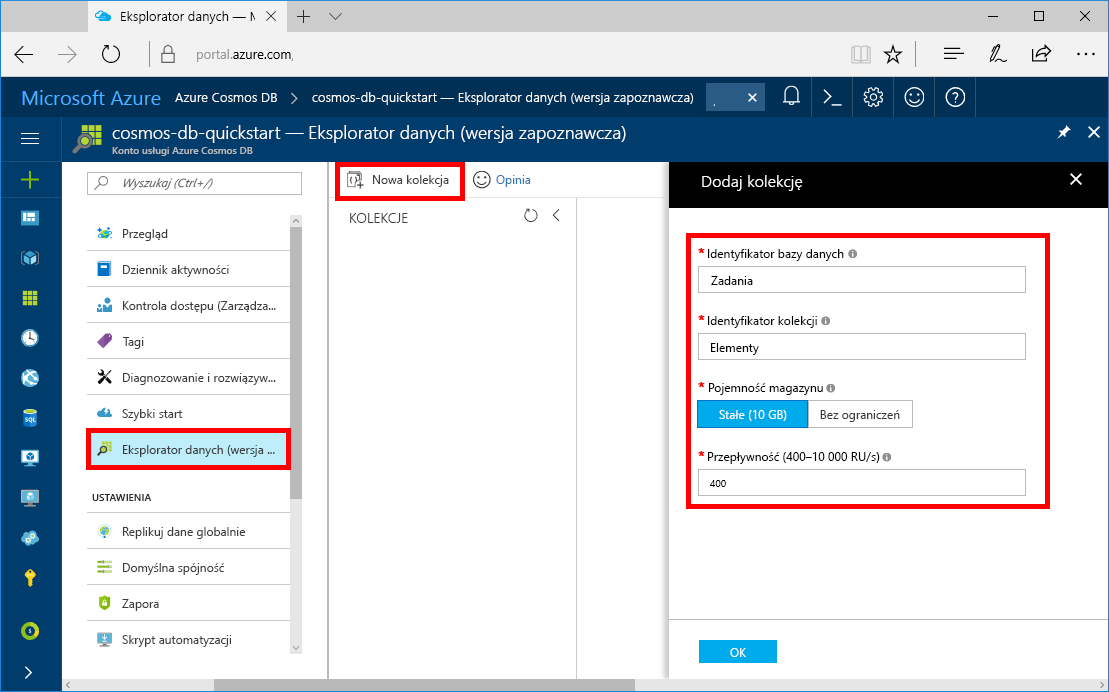 Eksplorator danych — M
portal.azure.com,
Microsoft Azure Azure Cosmos DB > cosmos-db-quickstart — Eksplorator danych (wersja zapoznawcza)
cosmos-db-quickstart — Eksplorator danych (wersja zapoznawcza)
Konto usługi Azure Cosmos DB
Wyszukaj (Ctrl+/)
Przegląd
Dziennik aktywności
Kontrola dostępu (Zarządza...
Tagi
Diagnozowanie i rozwiązyw...
Szybki start
Eksplorator danych (wersja ...
USTAWIENIA
Replikuj dane globalnie
Domyślna spójność
Zapora
Skrypt automatyzacji
Nowa kolekcja Opinia
KOLEKCJE
Dodaj kolekcję
* Identyfikator bazy danych
Zadania
* Identyfikator kolekcji
Elementy
* Pojemność magazynu
Stałe (10 GB) Bez ograniczeń
* Przepływność (400–10 000 RU/s)
400
OK